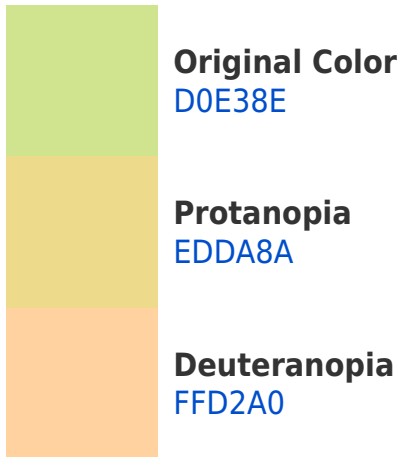 Original Color
D0E38E
Protanopia
EDDA8A
Deuteranopia
FFD2A0